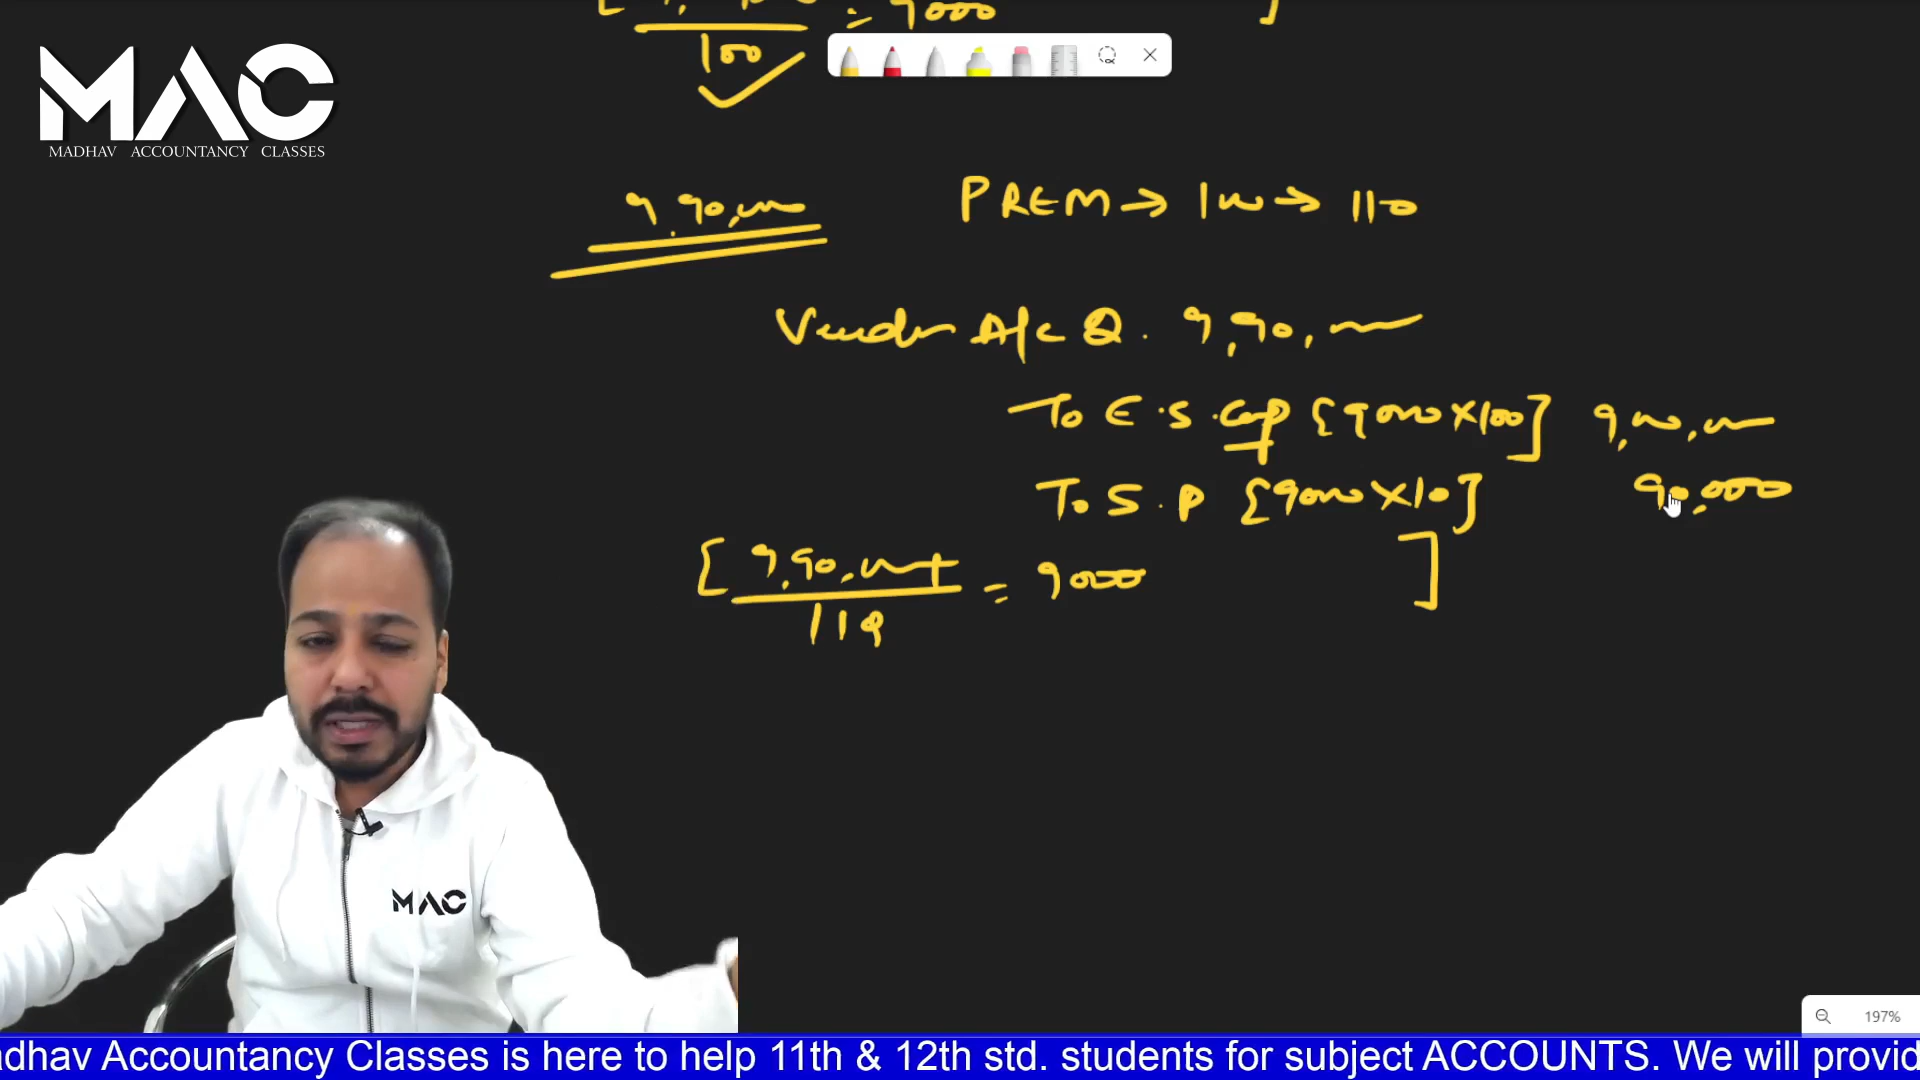 = 9000 ]
100
MAC
MADHAV ACCOUNTANCY CLASSES
9,90,000 PREM → 100 → 110
Vendor A/c Dr. 9,90,000
To E.S.Cap [9000 X 100] 9,00,000
To S.P [9000 X 10] 90,000
[ 9,90,000 = 9000 ]
110
MAC
197%
adhav Accountancy Classes is here to help 11th & 12th std. students for subject ACCOUNTS. We will provid